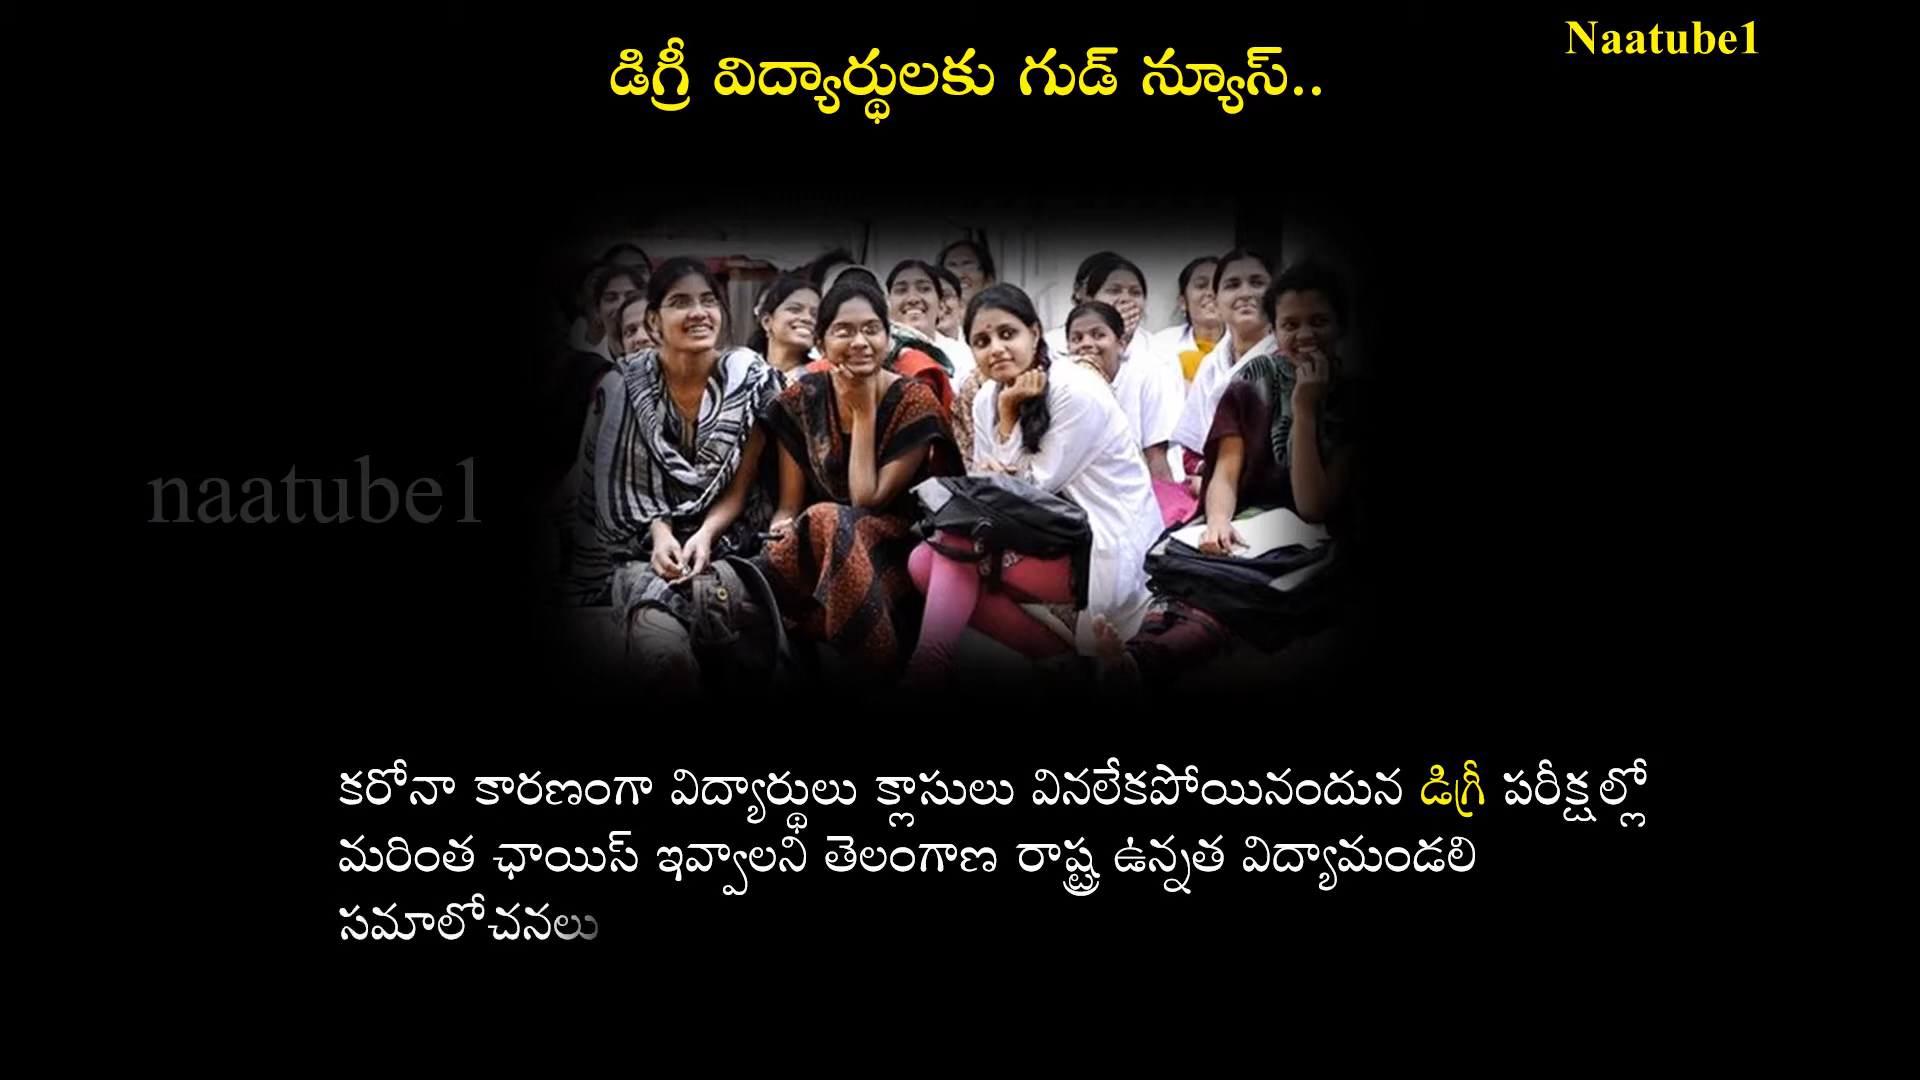 Naatube1
డిగ్రీ విద్యార్థులకు గుడ్ న్యూస్..
naatube1
కరోనా కారణంగా విద్యార్థులు క్లాసులు వినలేకపోయినందున డిగ్రీ పరీక్షల్లో
మరింత ఛాయిస్ ఇవ్వాలని తెలంగాణ రాష్ట్ర ఉన్నత విద్యామండలి
సమాలోచనలు